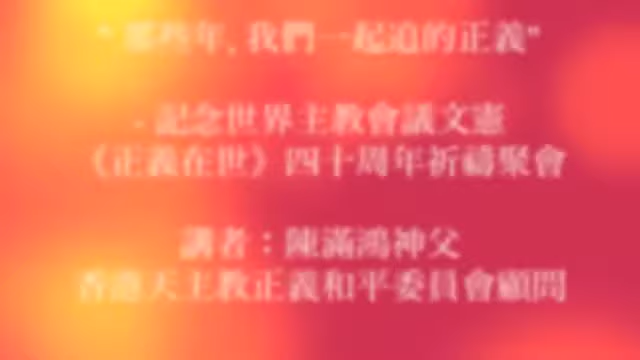 "那些年, 我們一起追的正義"
- 記念世界主教會議文憲
《正義在世》四十周年祈禱聚會
講者：陳滿鴻神父
香港天主教正義和平委員會顧問